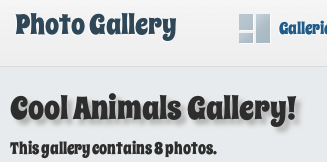 Photo Gallery
Cool Animals Gallery!
This gallery contains 8 photos.